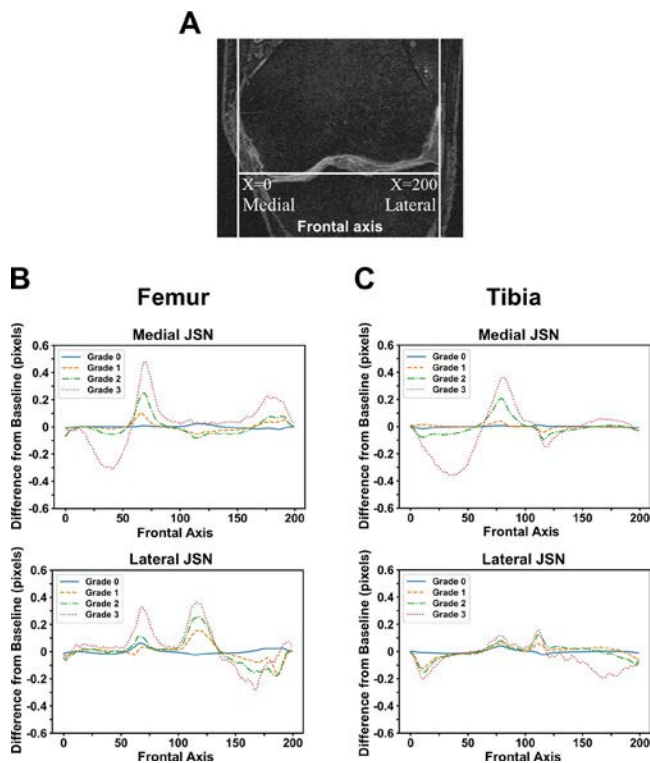 A
X=0
X=200
Medial
Lateral
Frontal axis
B
Femur
Medial JSN
Difference from Baseline (pixels)
0.6
0.4
0.2
0
-0.2
-0.4
-0.6
Grade 0
Grade 1
Grade 2
Grade 3
0 50 100 150 200
Frontal Axis
Lateral JSN
Difference from Baseline (pixels)
0.6
0.4
0.2
0
-0.2
-0.4
-0.6
Grade 0
Grade 1
Grade 2
Grade 3
0 50 100 150 200
Frontal Axis
C
Tibia
Medial JSN
Difference from Baseline (pixels)
0.6
0.4
0.2
0
-0.2
-0.4
-0.6
Grade 0
Grade 1
Grade 2
Grade 3
0 50 100 150 200
Frontal Axis
Lateral JSN
Difference from Baseline (pixels)
0.6
0.4
0.2
0
-0.2
-0.4
-0.6
Grade 0
Grade 1
Grade 2
Grade 3
0 50 100 150 200
Frontal Axis